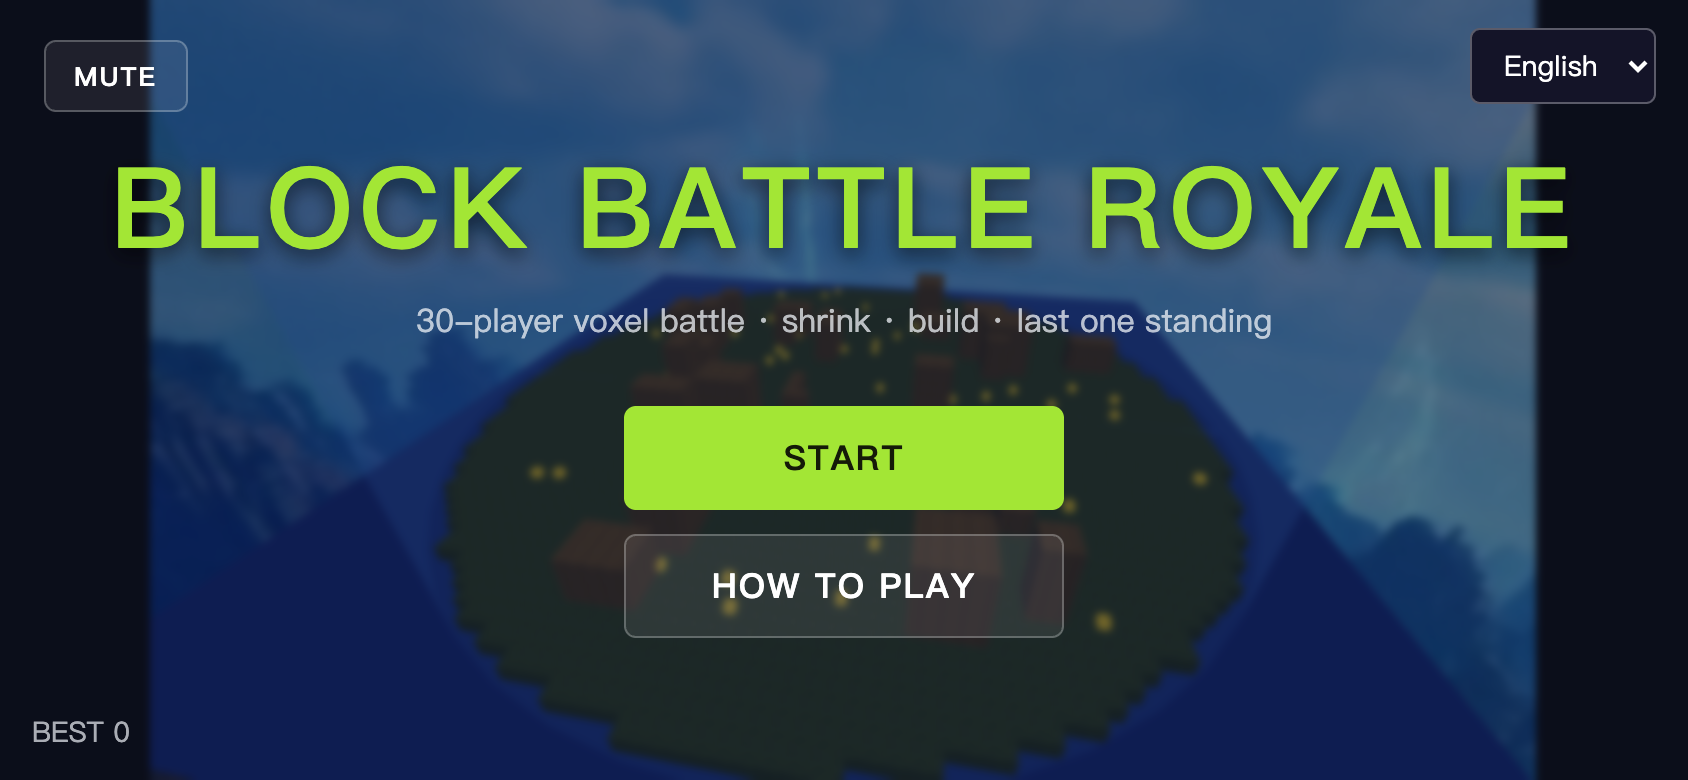 MUTE
English
BLOCK BATTLE ROYALE
30–player voxel battle · shrink · build · last one standing
START
HOW TO PLAY
BEST 0